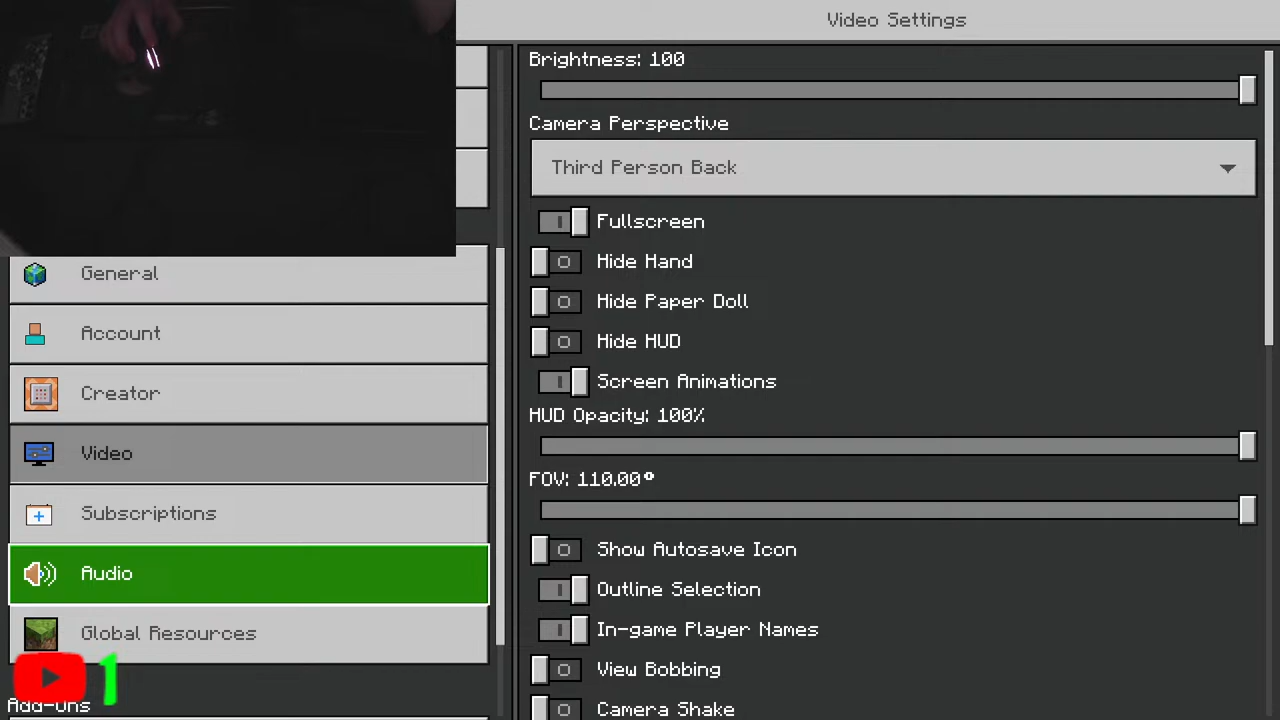 Video Settings
Brightness: 100
Camera Perspective
Third Person Back
Fullscreen
Hide Hand
Hide Paper Doll
Hide HUD
Screen Animations
HUD Opacity: 100%
FOV: 110.00°
Show Autosave Icon
Outline Selection
In-game Player Names
View Bobbing
Camera Shake
General
Account
Creator
Video
Subscriptions
Audio
Global Resources
1
Add-Ons